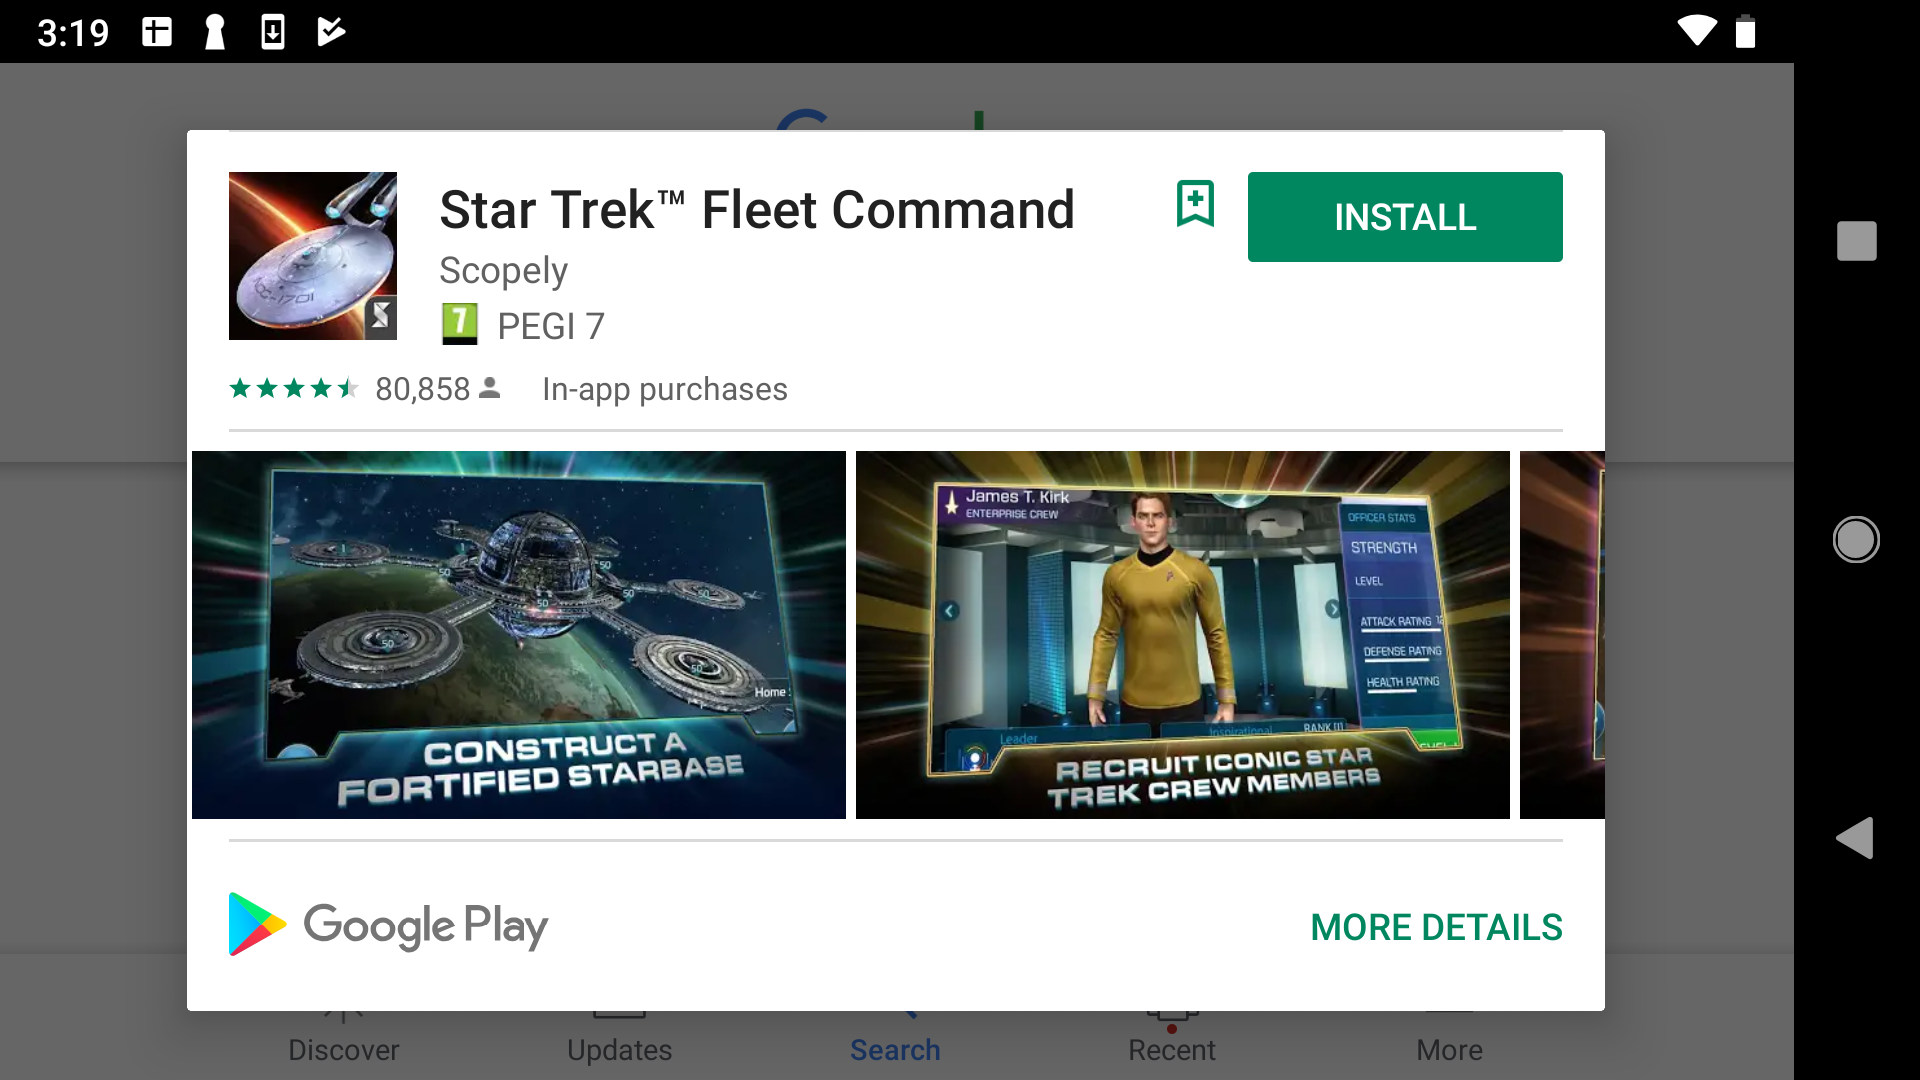 3:19
Star Trek™ Fleet Command
INSTALL
Scopely
7 PEGI 7
80,858 In-app purchases
NCC-1701
50
50
50
50
50
50
Home
CONSTRUCT A
FORTIFIED STARBASE
James T. Kirk
ENTERPRISE CREW
OFFICER STATS
STRENGTH
LEVEL
ATTACK RATING
DEFENSE RATING
HEALTH RATING
Leader
Inspirational
RANK
RECRUIT ICONIC STAR
TREK CREW MEMBERS
Google Play
MORE DETAILS
Discover
Updates
Search
Recent
More